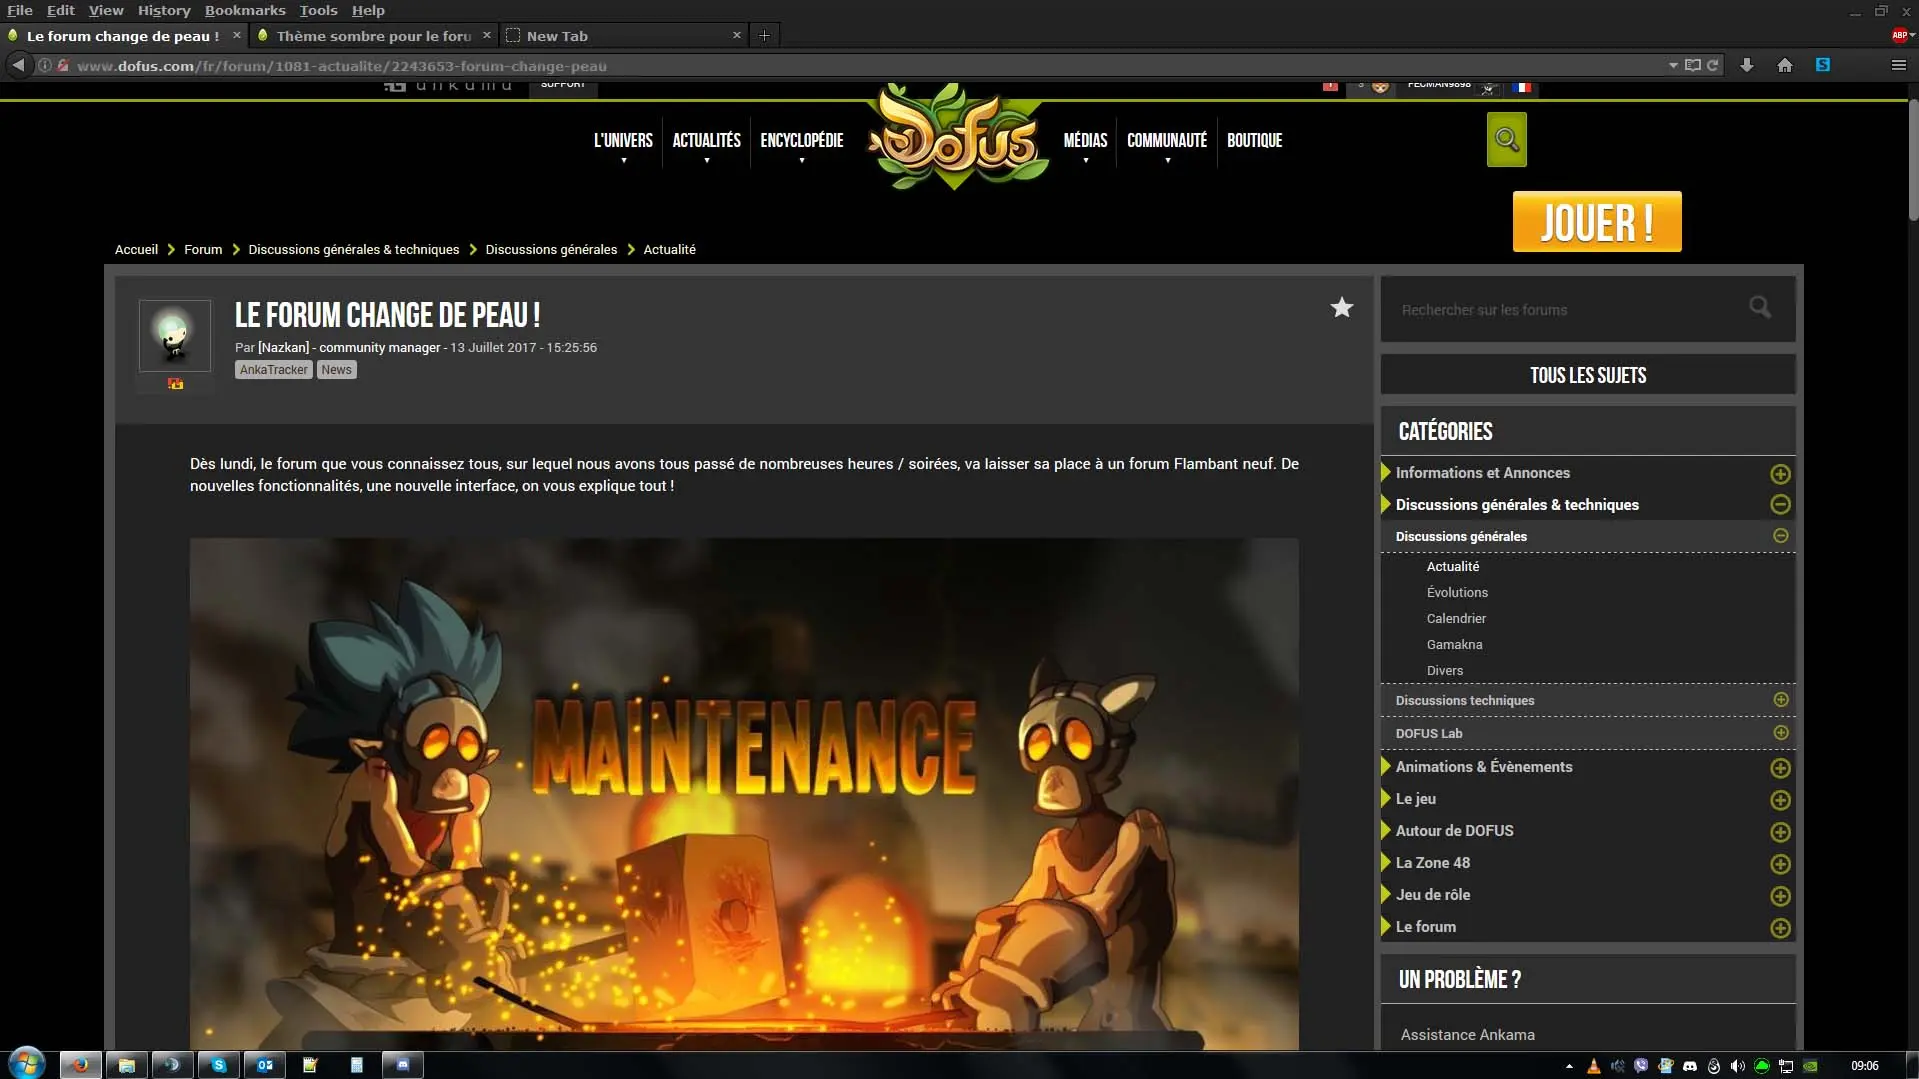 File Edit View History Bookmarks Tools Help
Le forum change de peau !
Thème sombre pour le foru
New Tab
ABP
www.dofus.com/fr/forum/1081-actualite/2243653-forum-change-peau
S
ankama
SUPPORT
FECMAN9898
L'UNIVERS
ACTUALITÉS
ENCYCLOPÉDIE
DOFUS
MÉDIAS
COMMUNAUTÉ
BOUTIQUE
JOUER !
Accueil Forum Discussions générales & techniques Discussions générales Actualité
LE FORUM CHANGE DE PEAU !
Par [Nazkan] - community manager - 13 Juillet 2017 - 15:25:56
AnkaTracker News
Dès lundi, le forum que vous connaissez tous, sur lequel nous avons tous passé de nombreuses heures / soirées, va laisser sa place à un forum Flambant neuf. De
nouvelles fonctionnalités, une nouvelle interface, on vous explique tout !
MAINTENANCE
Rechercher sur les forums
TOUS LES SUJETS
CATÉGORIES
Informations et Annonces
Discussions générales & techniques
Discussions générales
Actualité
Évolutions
Calendrier
Gamakna
Divers
Discussions techniques
DOFUS Lab
Animations & Évènements
Le jeu
Autour de DOFUS
La Zone 48
Jeu de rôle
Le forum
UN PROBLÈME ?
Assistance Ankama
09:06